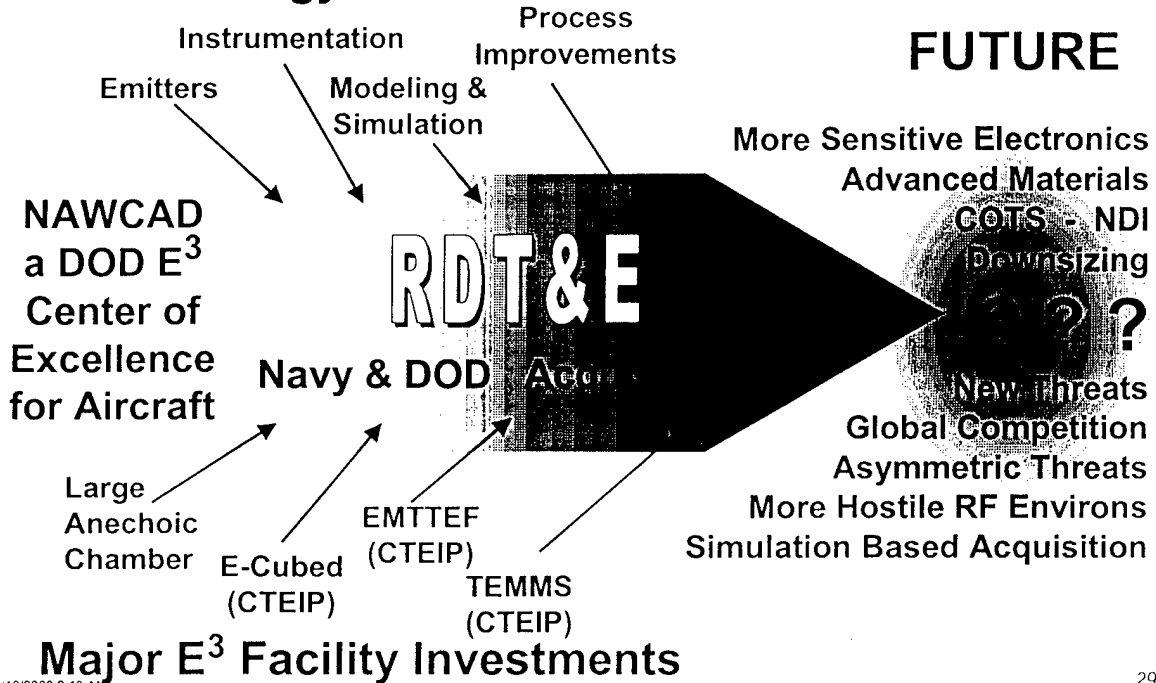 Process
Improvements
Instrumentation
Emitters
Modeling &
Simulation
FUTURE
More Sensitive Electronics
Advanced Materials
COTS - NDI
Downsizing
? ? ?
New Threats
Global Competition
Asymmetric Threats
More Hostile RF Environs
Simulation Based Acquisition
NAWCAD
a DOD E³
Center of
Excellence
for Aircraft
RDT&E
Navy & DOD
Large
Anechoic
Chamber
E-Cubed
(CTEIP)
EMTTEF
(CTEIP)
TEMMS
(CTEIP)
Major E³ Facility Investments
29